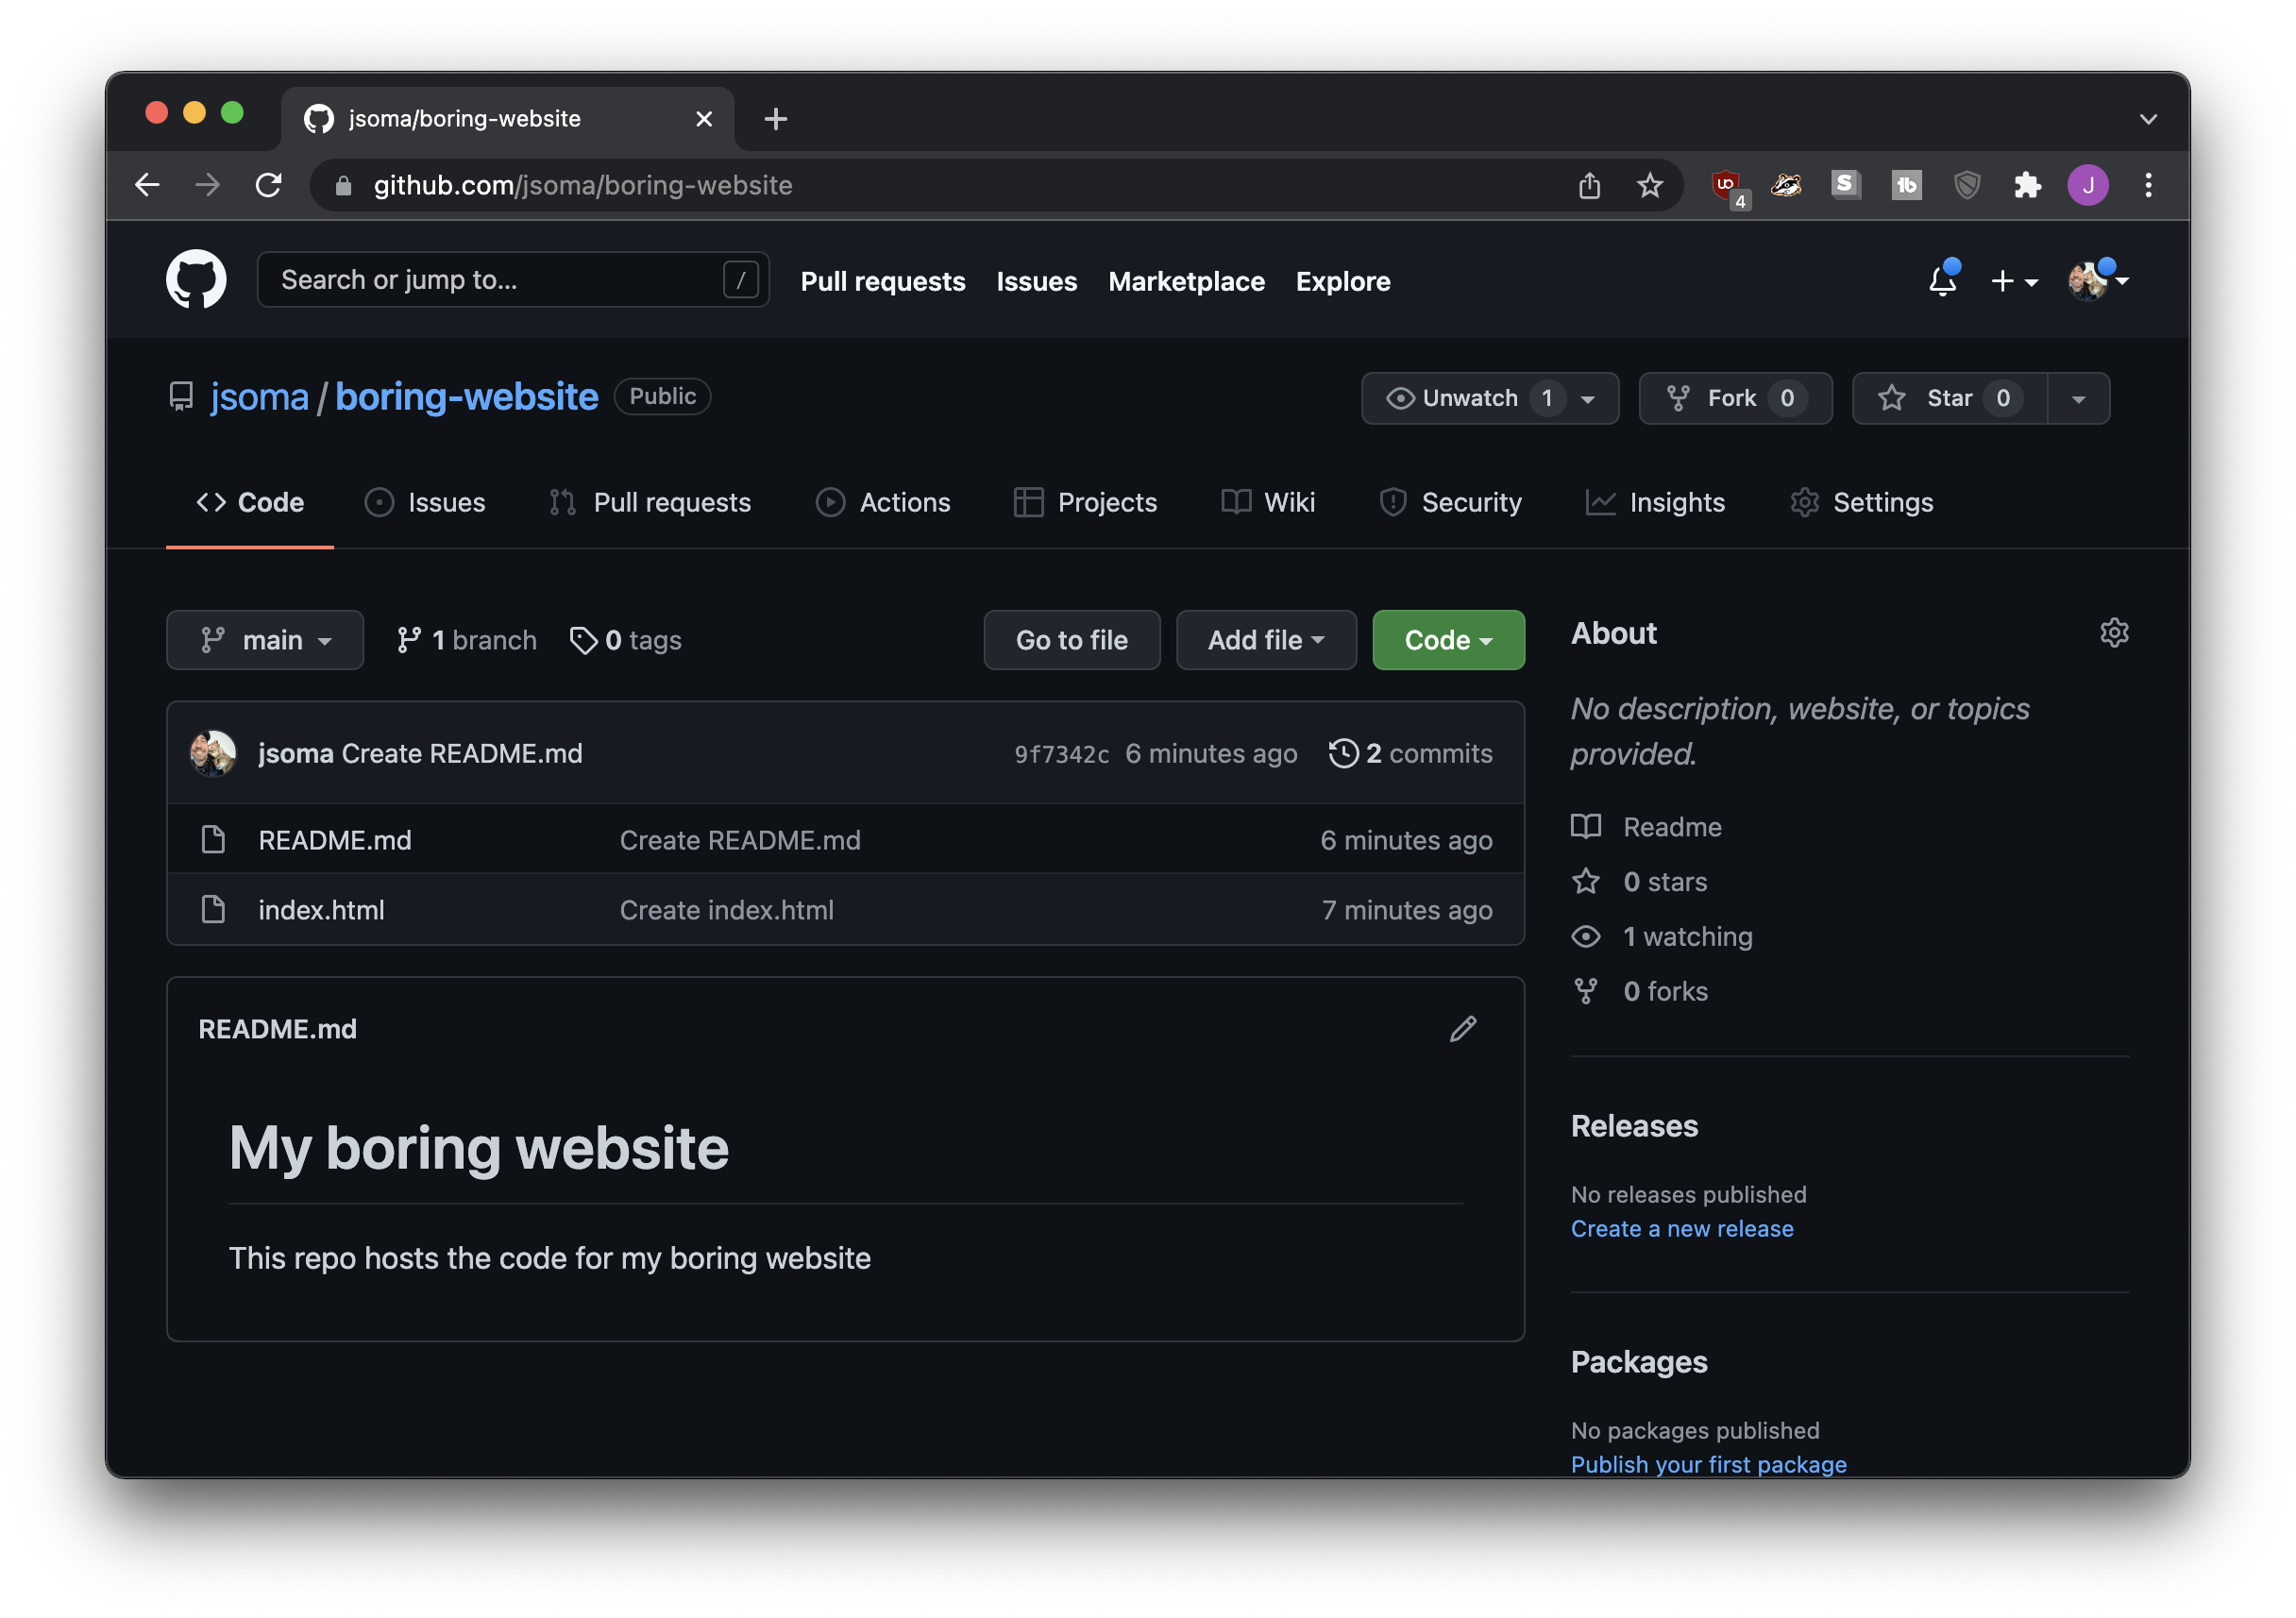 jsoma/boring-website
github.com/jsoma/boring-website
4
J
Search or jump to... /
Pull requests Issues Marketplace Explore
jsoma / boring-website Public
Unwatch 1 Fork 0 Star 0
Code Issues Pull requests Actions Projects Wiki Security Insights Settings
main 1 branch 0 tags Go to file Add file Code
jsoma Create README.md 9f7342c 6 minutes ago 2 commits
README.md Create README.md 6 minutes ago
index.html Create index.html 7 minutes ago
README.md
My boring website
This repo hosts the code for my boring website
About
No description, website, or topics
provided.
Readme
0 stars
1 watching
0 forks
Releases
No releases published
Create a new release
Packages
No packages published
Publish your first package